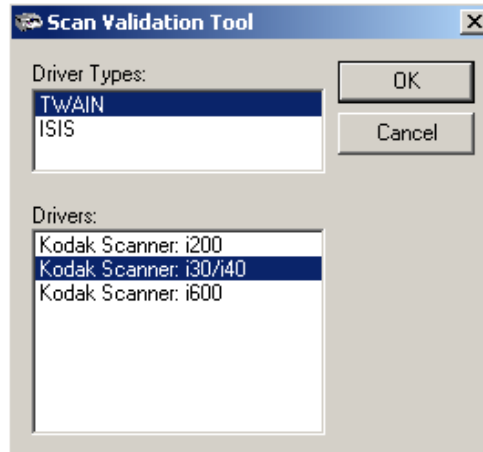 Scan Validation Tool
Driver Types:
TWAIN
ISIS
OK
Cancel
Drivers:
Kodak Scanner: i200
Kodak Scanner: i30/i40
Kodak Scanner: i600